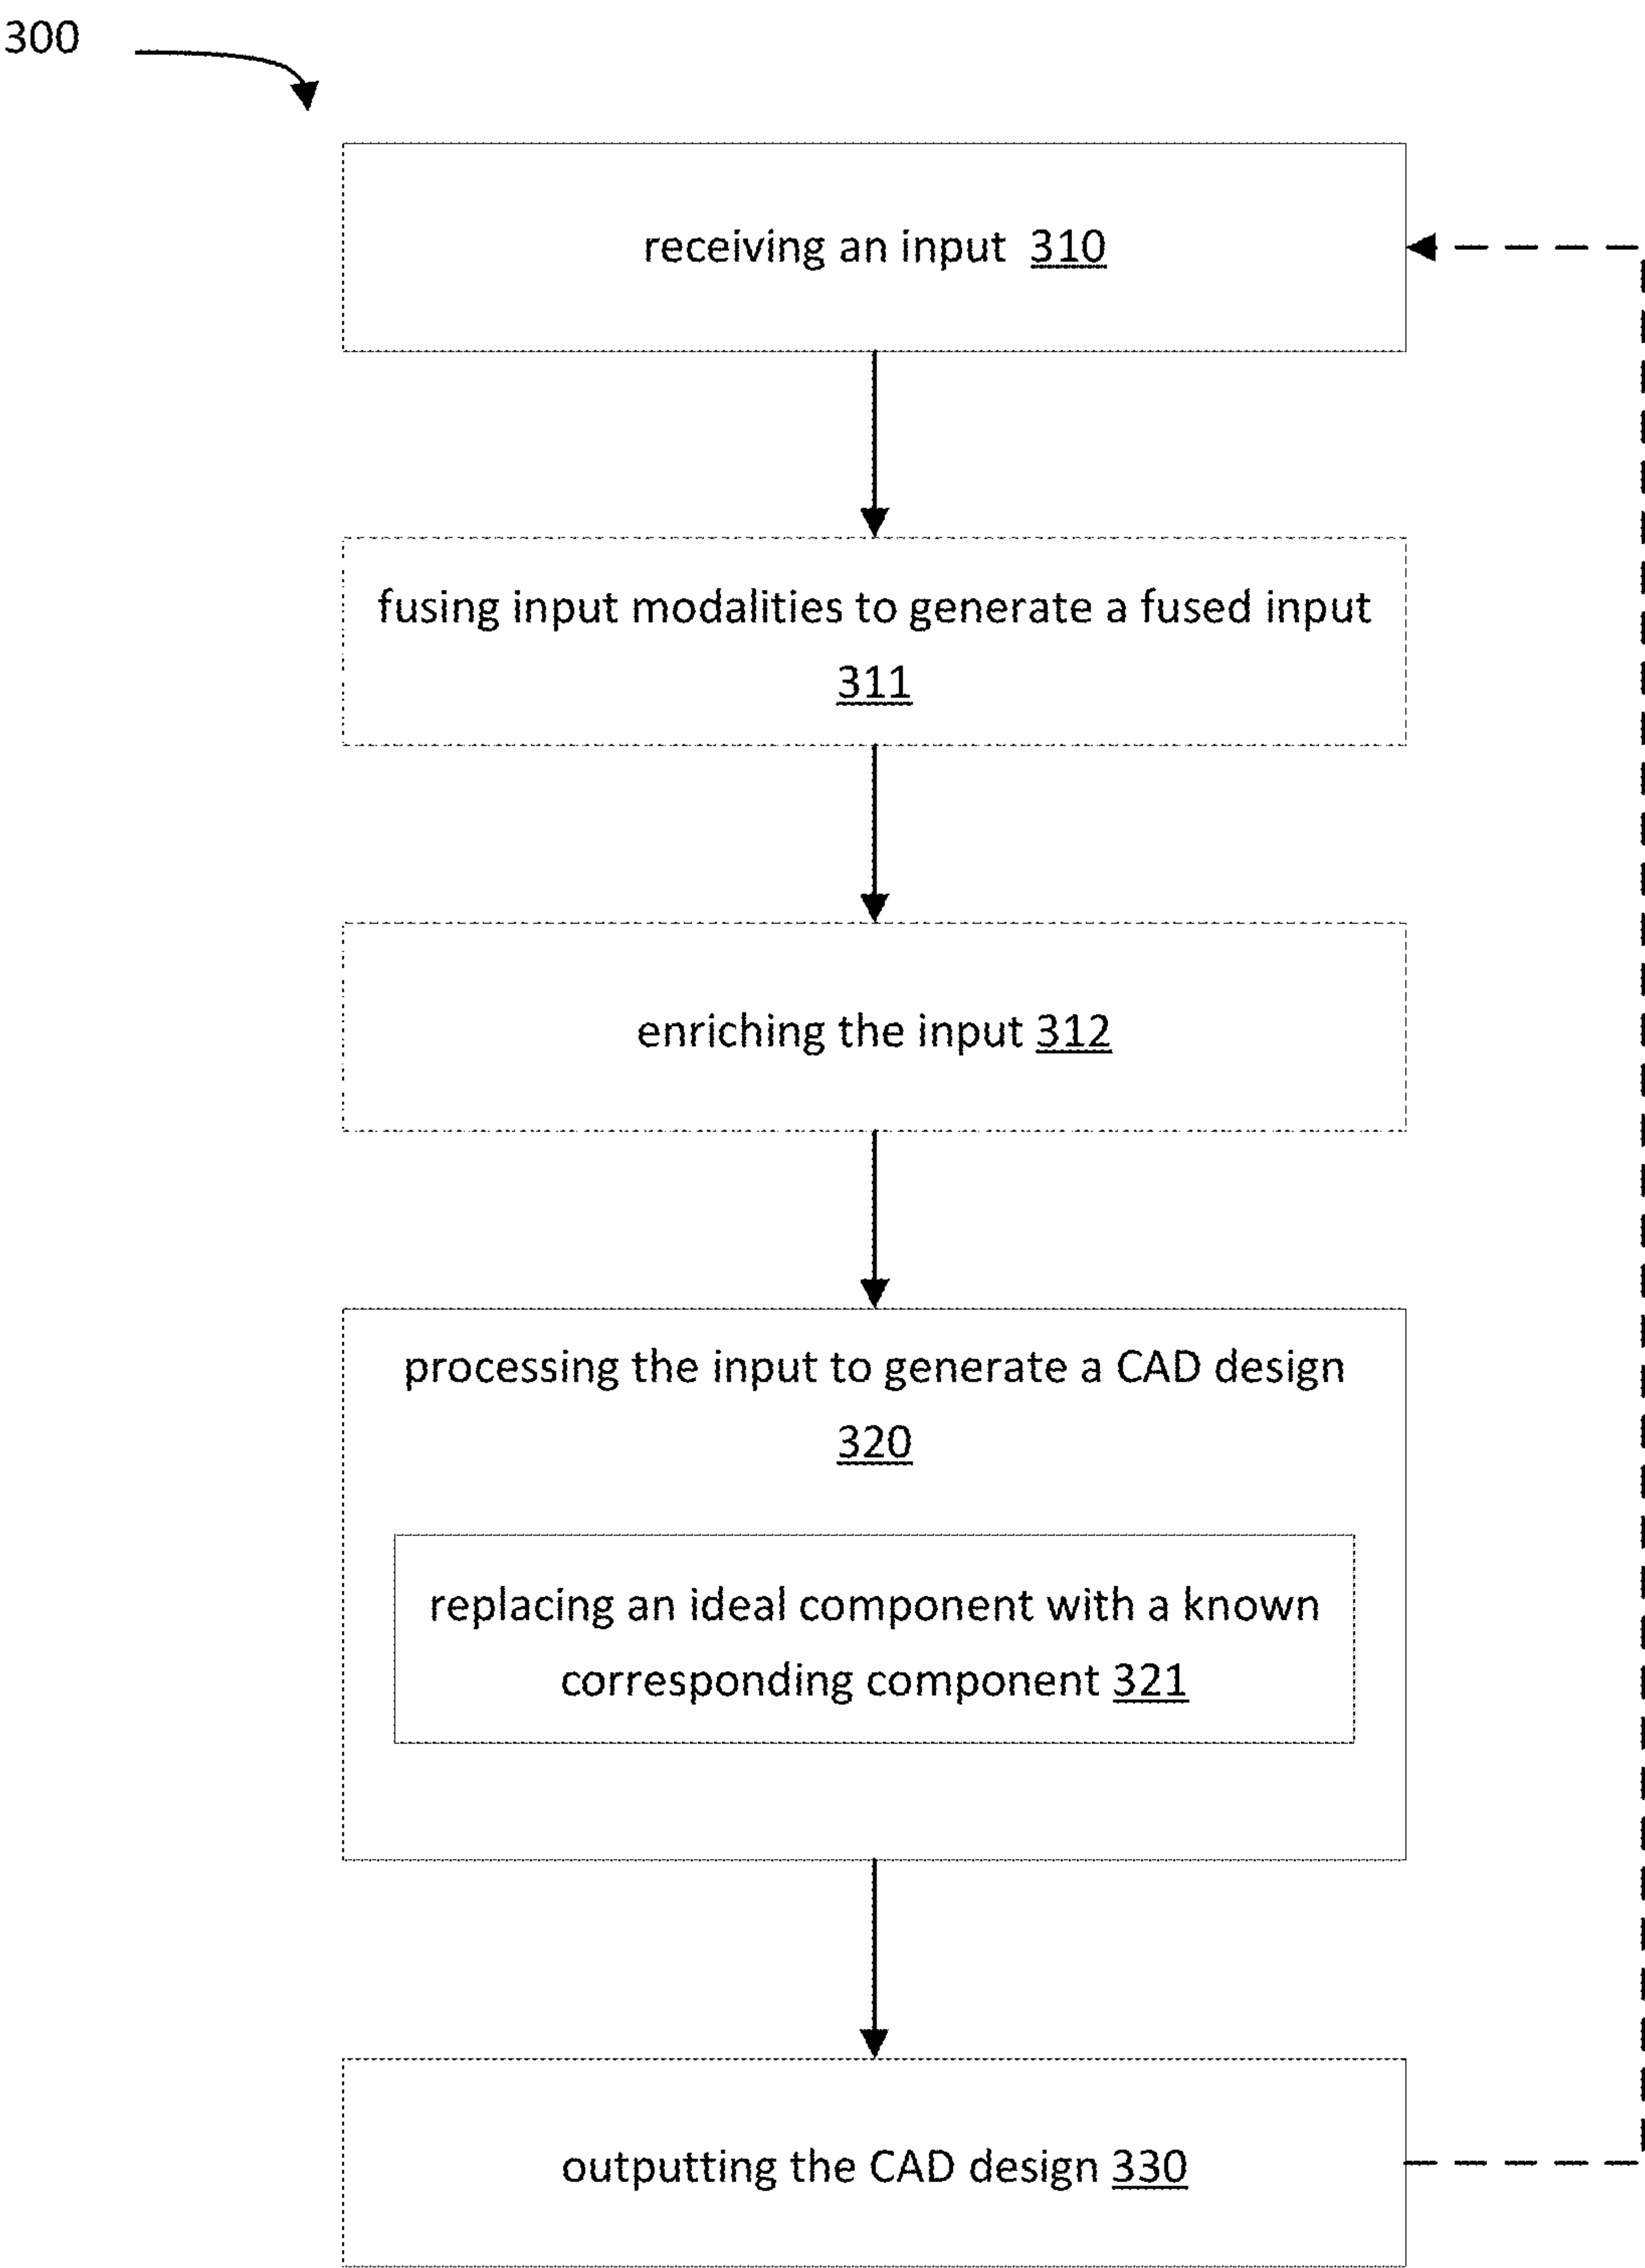 300
receiving an input 310
fusing input modalities to generate a fused input
311
enriching the input 312
processing the input to generate a CAD design
320
replacing an ideal component with a known
corresponding component 321
outputting the CAD design 330